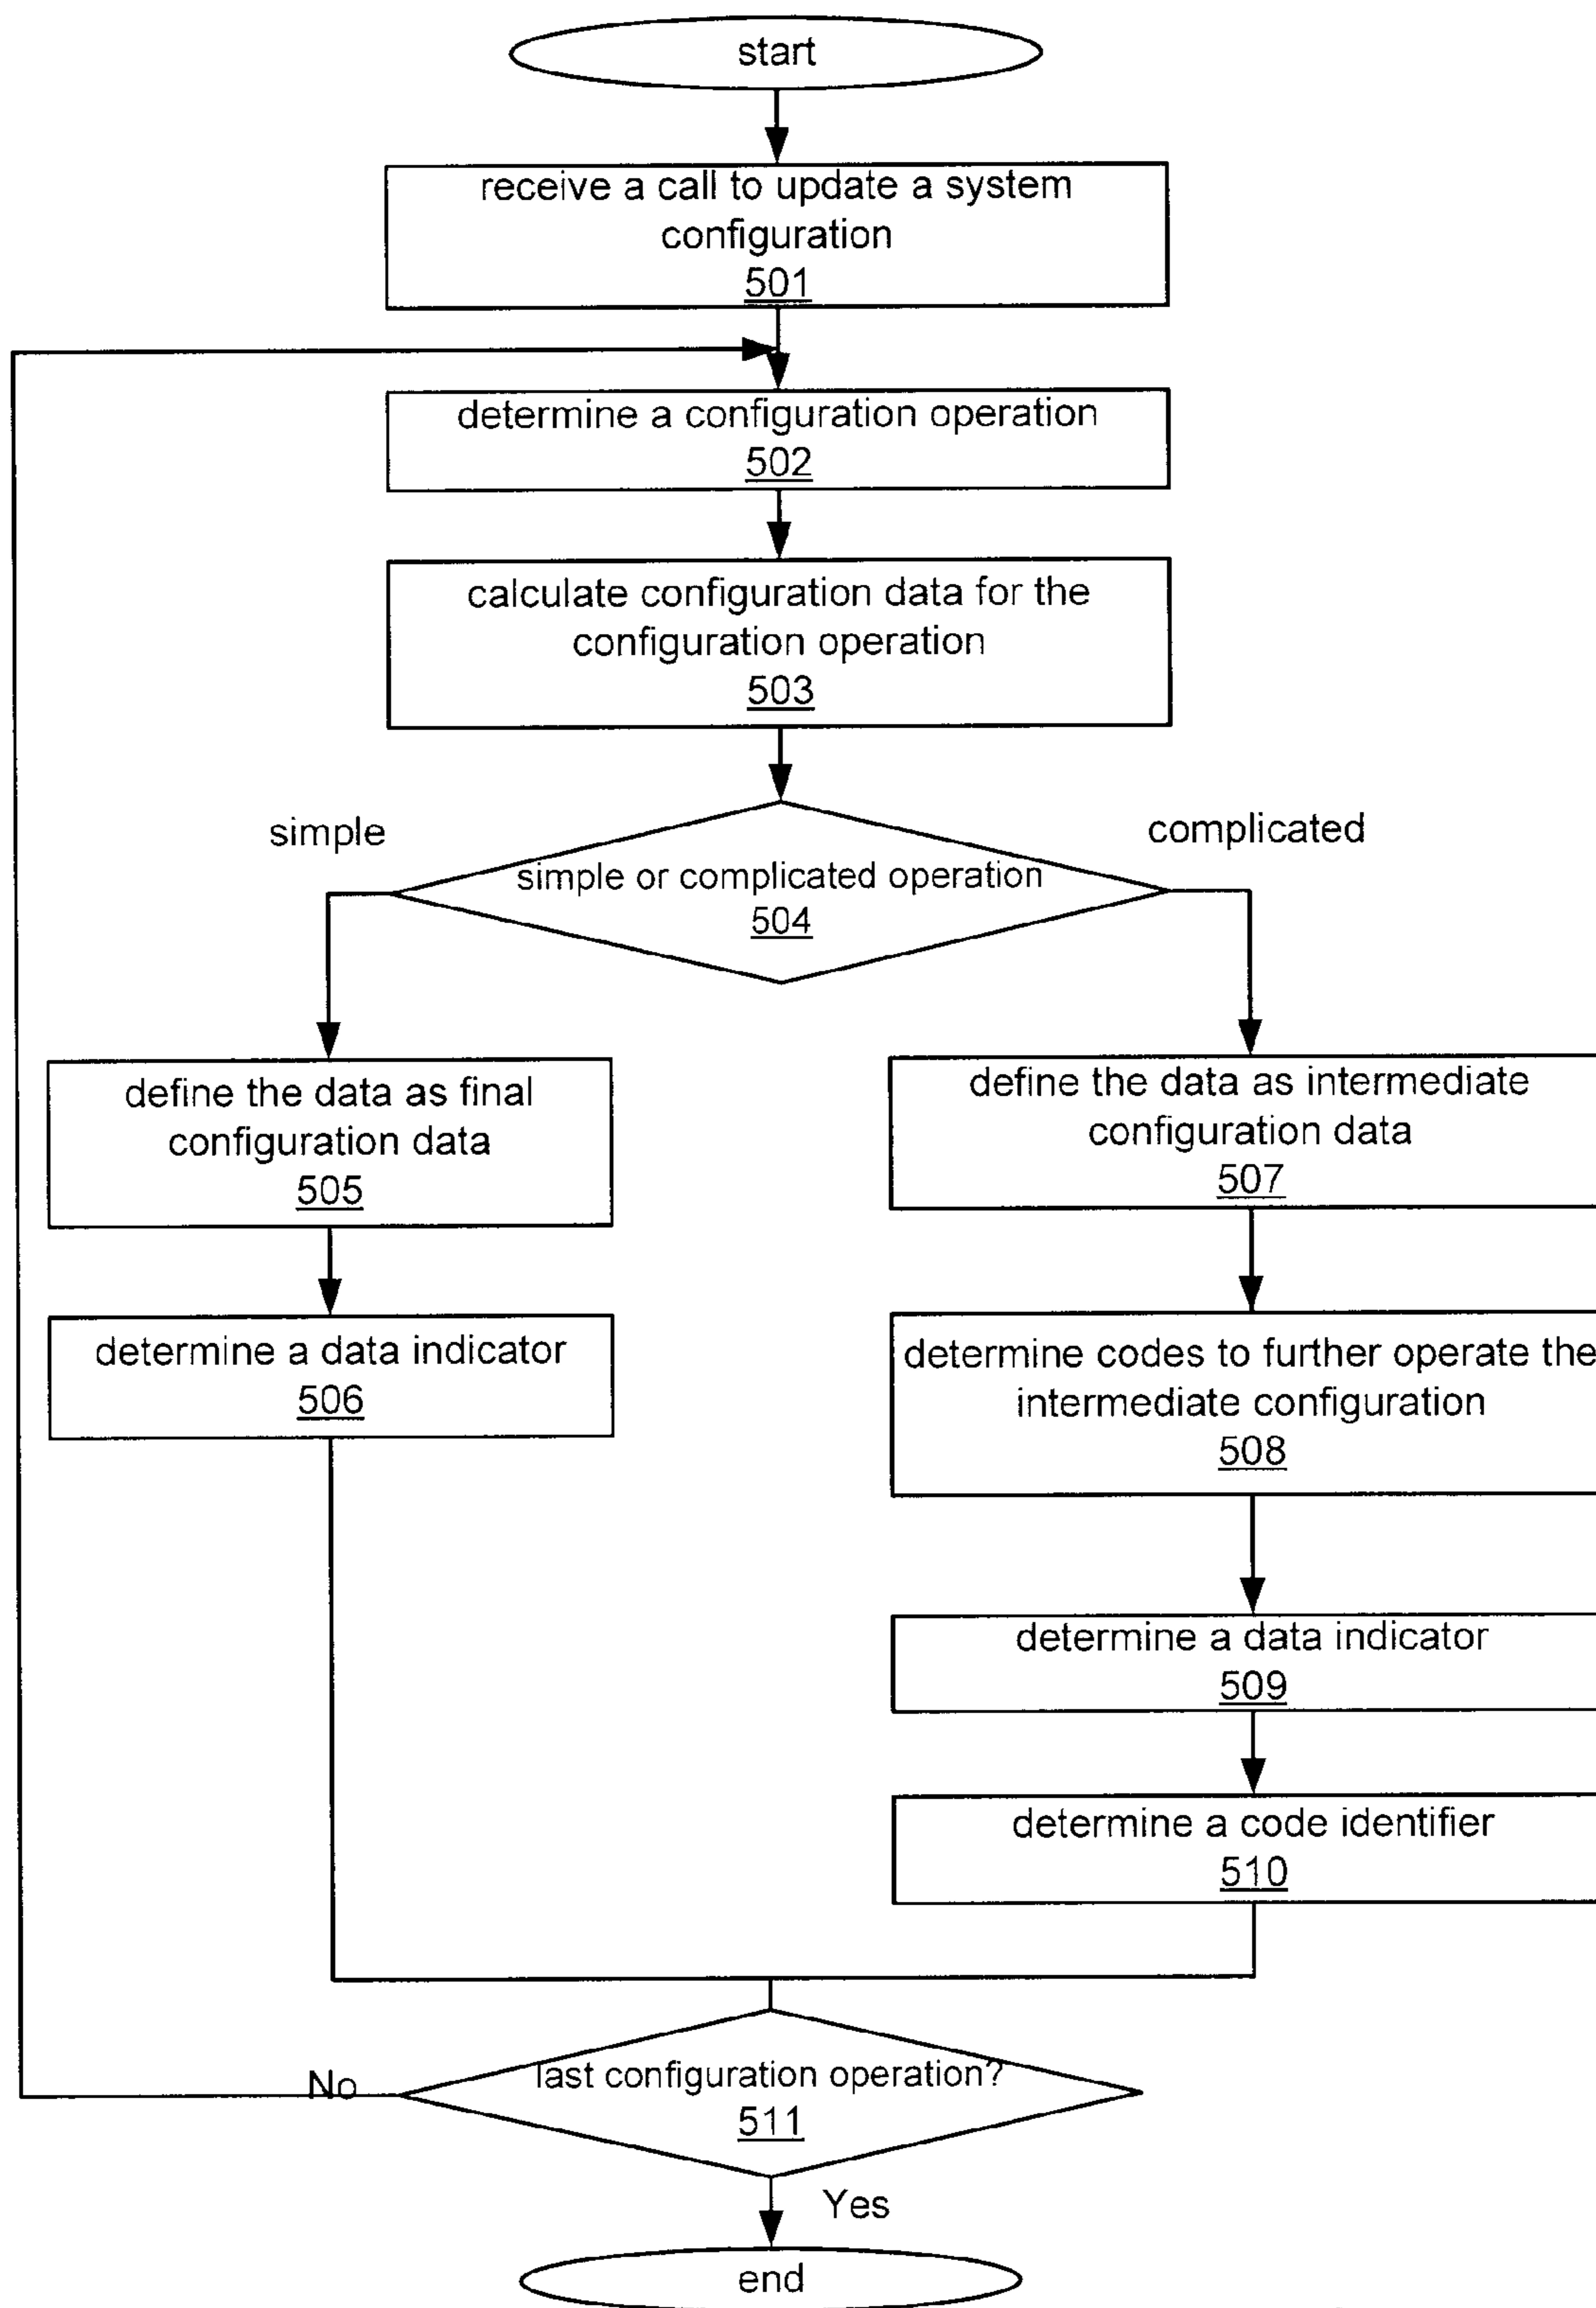 start
receive a call to update a system
configuration
501
determine a configuration operation
502
calculate configuration data for the
configuration operation
503
simple
complicated
simple or complicated operation
504
define the data as final
configuration data
505
define the data as intermediate
configuration data
507
determine a data indicator
506
determine codes to further operate the
intermediate configuration
508
determine a data indicator
509
determine a code identifier
510
No
last configuration operation?
511
Yes
end